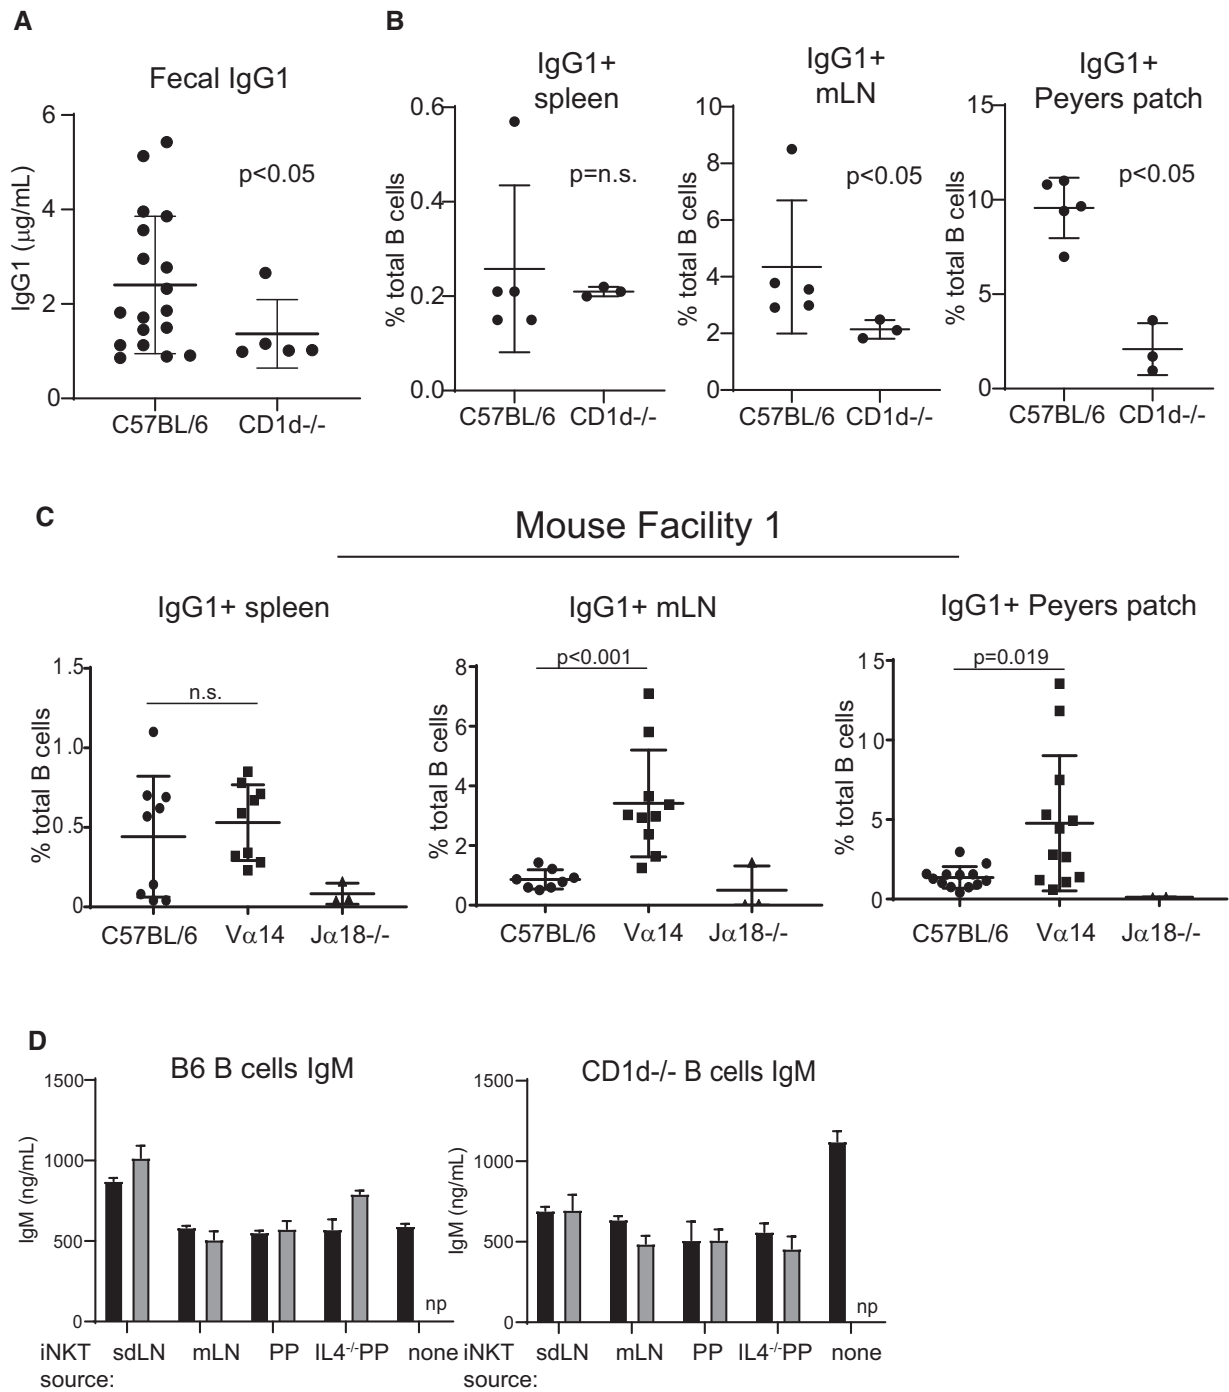 A
B
Fecal IgG1
IgG1 (μg/mL)
6
4
2
0
p<0.05
C57BL/6 CD1d-/-
IgG1+
spleen
% total B cells
0.6
0.4
0.2
0.0
p=n.s.
C57BL/6 CD1d-/-
IgG1+
mLN
% total B cells
10
8
6
4
2
0
p<0.05
C57BL/6 CD1d-/-
IgG1+
Peyers patch
% total B cells
15
10
5
0
p<0.05
C57BL/6 CD1d-/-
C
Mouse Facility 1
IgG1+ spleen
% total B cells
1.5
1.0
0.5
0
n.s.
C57BL/6 Vα14 Jα18-/-
IgG1+ mLN
% total B cells
8
6
4
2
0
p<0.001
C57BL/6 Vα14 Jα18-/-
IgG1+ Peyers patch
% total B cells
15
10
5
0
p=0.019
C57BL/6 Vα14 Jα18-/-
D
B6 B cells IgM
IgM (ng/mL)
1500
1000
500
0
np
iNKT source: sdLN mLN PP IL4-/-PP none
CD1d-/- B cells IgM
IgM (ng/mL)
1500
1000
500
0
np
iNKT source: sdLN mLN PP IL4-/-PP none